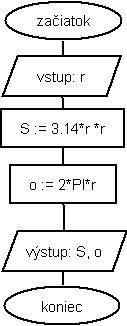 začiatok
vstup: r
S := 3.14*r *r
o := 2*PI*r
výstup: S, o
koniec